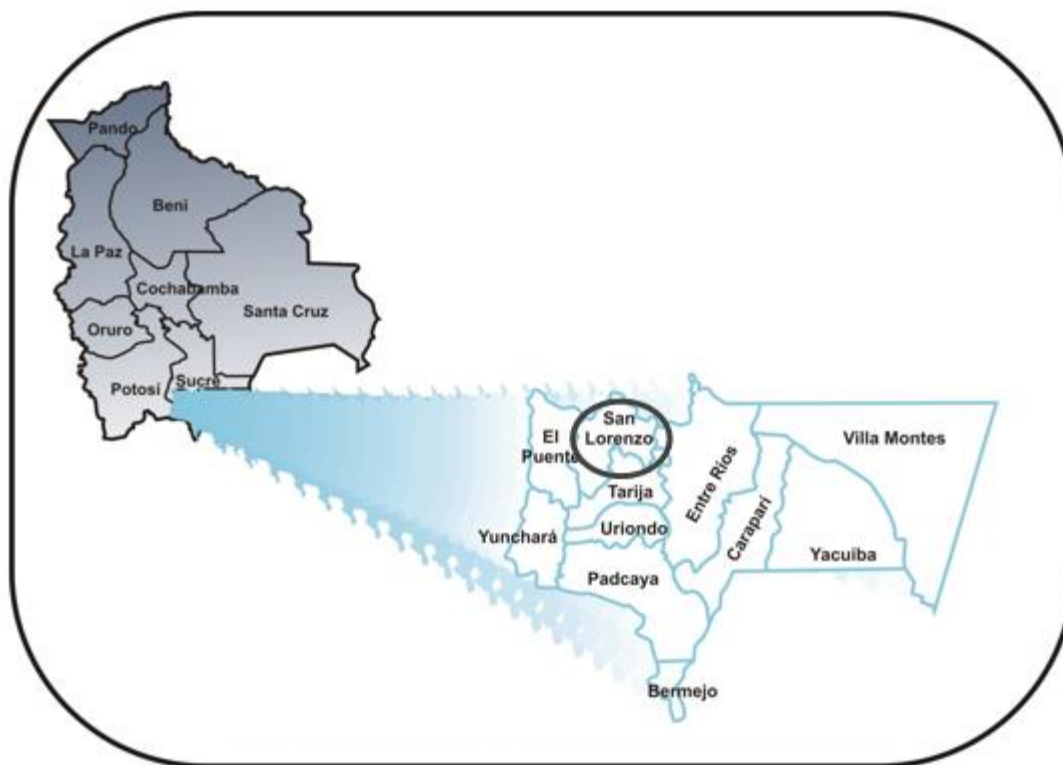 Pando
Beni
La Paz
Cochabamba
Santa Cruz
Oruro
Potosí
Sucre
San
Lorenzo
El
Puente
Villa Montes
Entre Rios
Tarija
Carapari
Yunchará
Uriondo
Yacuiba
Padcaya
Bermejo